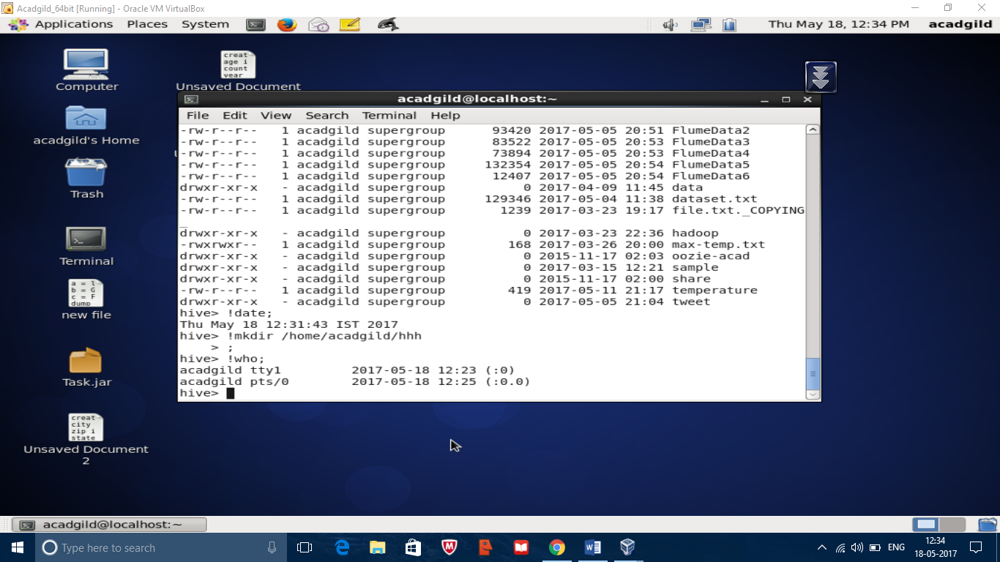 Acadgild_64bit [Running] - Oracle VM VirtualBox
Applications Places System Thu May 18, 12:34 PM acadgild
Computer
creat
age i
count
year
Unsaved Document
acadgild's Home
Trash
Terminal
a = l
b = G
c = F
dump
new file
Task.jar
creat
city
zip i
state
Unsaved Document
2
acadgild@localhost:~
File Edit View Search Terminal Help
-rw-r--r-- 1 acadgild supergroup 93420 2017-05-05 20:51 FlumeData2
-rw-r--r-- 1 acadgild supergroup 83522 2017-05-05 20:53 FlumeData3
-rw-r--r-- 1 acadgild supergroup 73894 2017-05-05 20:53 FlumeData4
-rw-r--r-- 1 acadgild supergroup 132354 2017-05-05 20:54 FlumeData5
-rw-r--r-- 1 acadgild supergroup 12407 2017-05-05 20:54 FlumeData6
drwxr-xr-x - acadgild supergroup 0 2017-04-09 11:45 data
-rw-r--r-- 1 acadgild supergroup 129346 2017-05-04 11:38 dataset.txt
-rw-r--r-- 1 acadgild supergroup 1239 2017-03-23 19:17 file.txt._COPYING
_
drwxr-xr-x - acadgild supergroup 0 2017-03-23 22:36 hadoop
-rwxrwxr-- 1 acadgild supergroup 168 2017-03-26 20:00 max-temp.txt
drwxr-xr-x - acadgild supergroup 0 2015-11-17 02:03 oozie-acad
drwxr-xr-x - acadgild supergroup 0 2017-03-15 12:21 sample
drwxr-xr-x - acadgild supergroup 0 2015-11-17 02:00 share
-rw-r--r-- 1 acadgild supergroup 419 2017-05-11 21:17 temperature
drwxr-xr-x - acadgild supergroup 0 2017-05-05 21:04 tweet
hive> !date;
Thu May 18 12:31:43 IST 2017
hive> !mkdir /home/acadgild/hhh
> ;
hive> !who;
acadgild tty1 2017-05-18 12:23 (:0)
acadgild pts/0 2017-05-18 12:25 (:0.0)
hive>
acadgild@localhost:~
Type here to search
ENG
12:34
18-05-2017